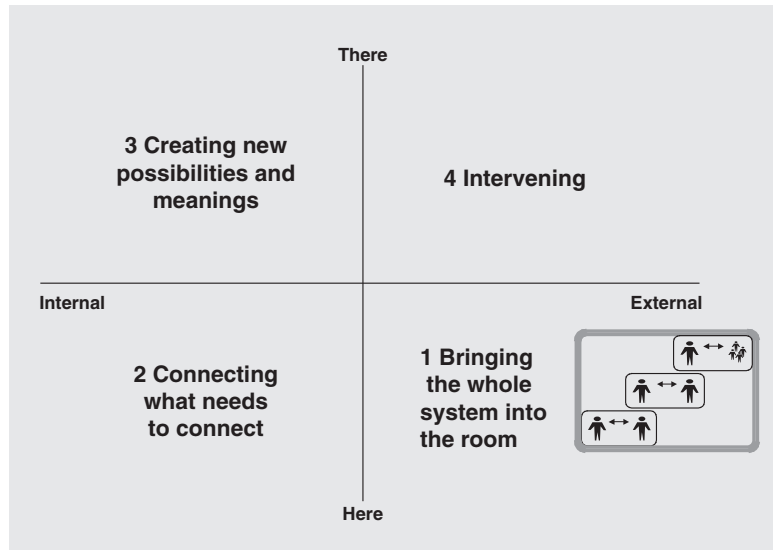 There
3 Creating new
possibilities and
meanings
4 Intervening
Internal
External
2 Connecting
what needs
to connect
1 Bringing
the whole
system into
the room
Here